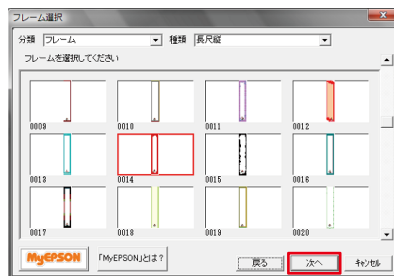 フレーム選択
分類 フレーム 種類 長尺縦
フレームを選択してください
0009 0010 0011 0012
0013 0014 0015 0016
0017 0018 0019 0020
MyEPSON 「MyEPSON」とは? 戻る 次へ キャンセル